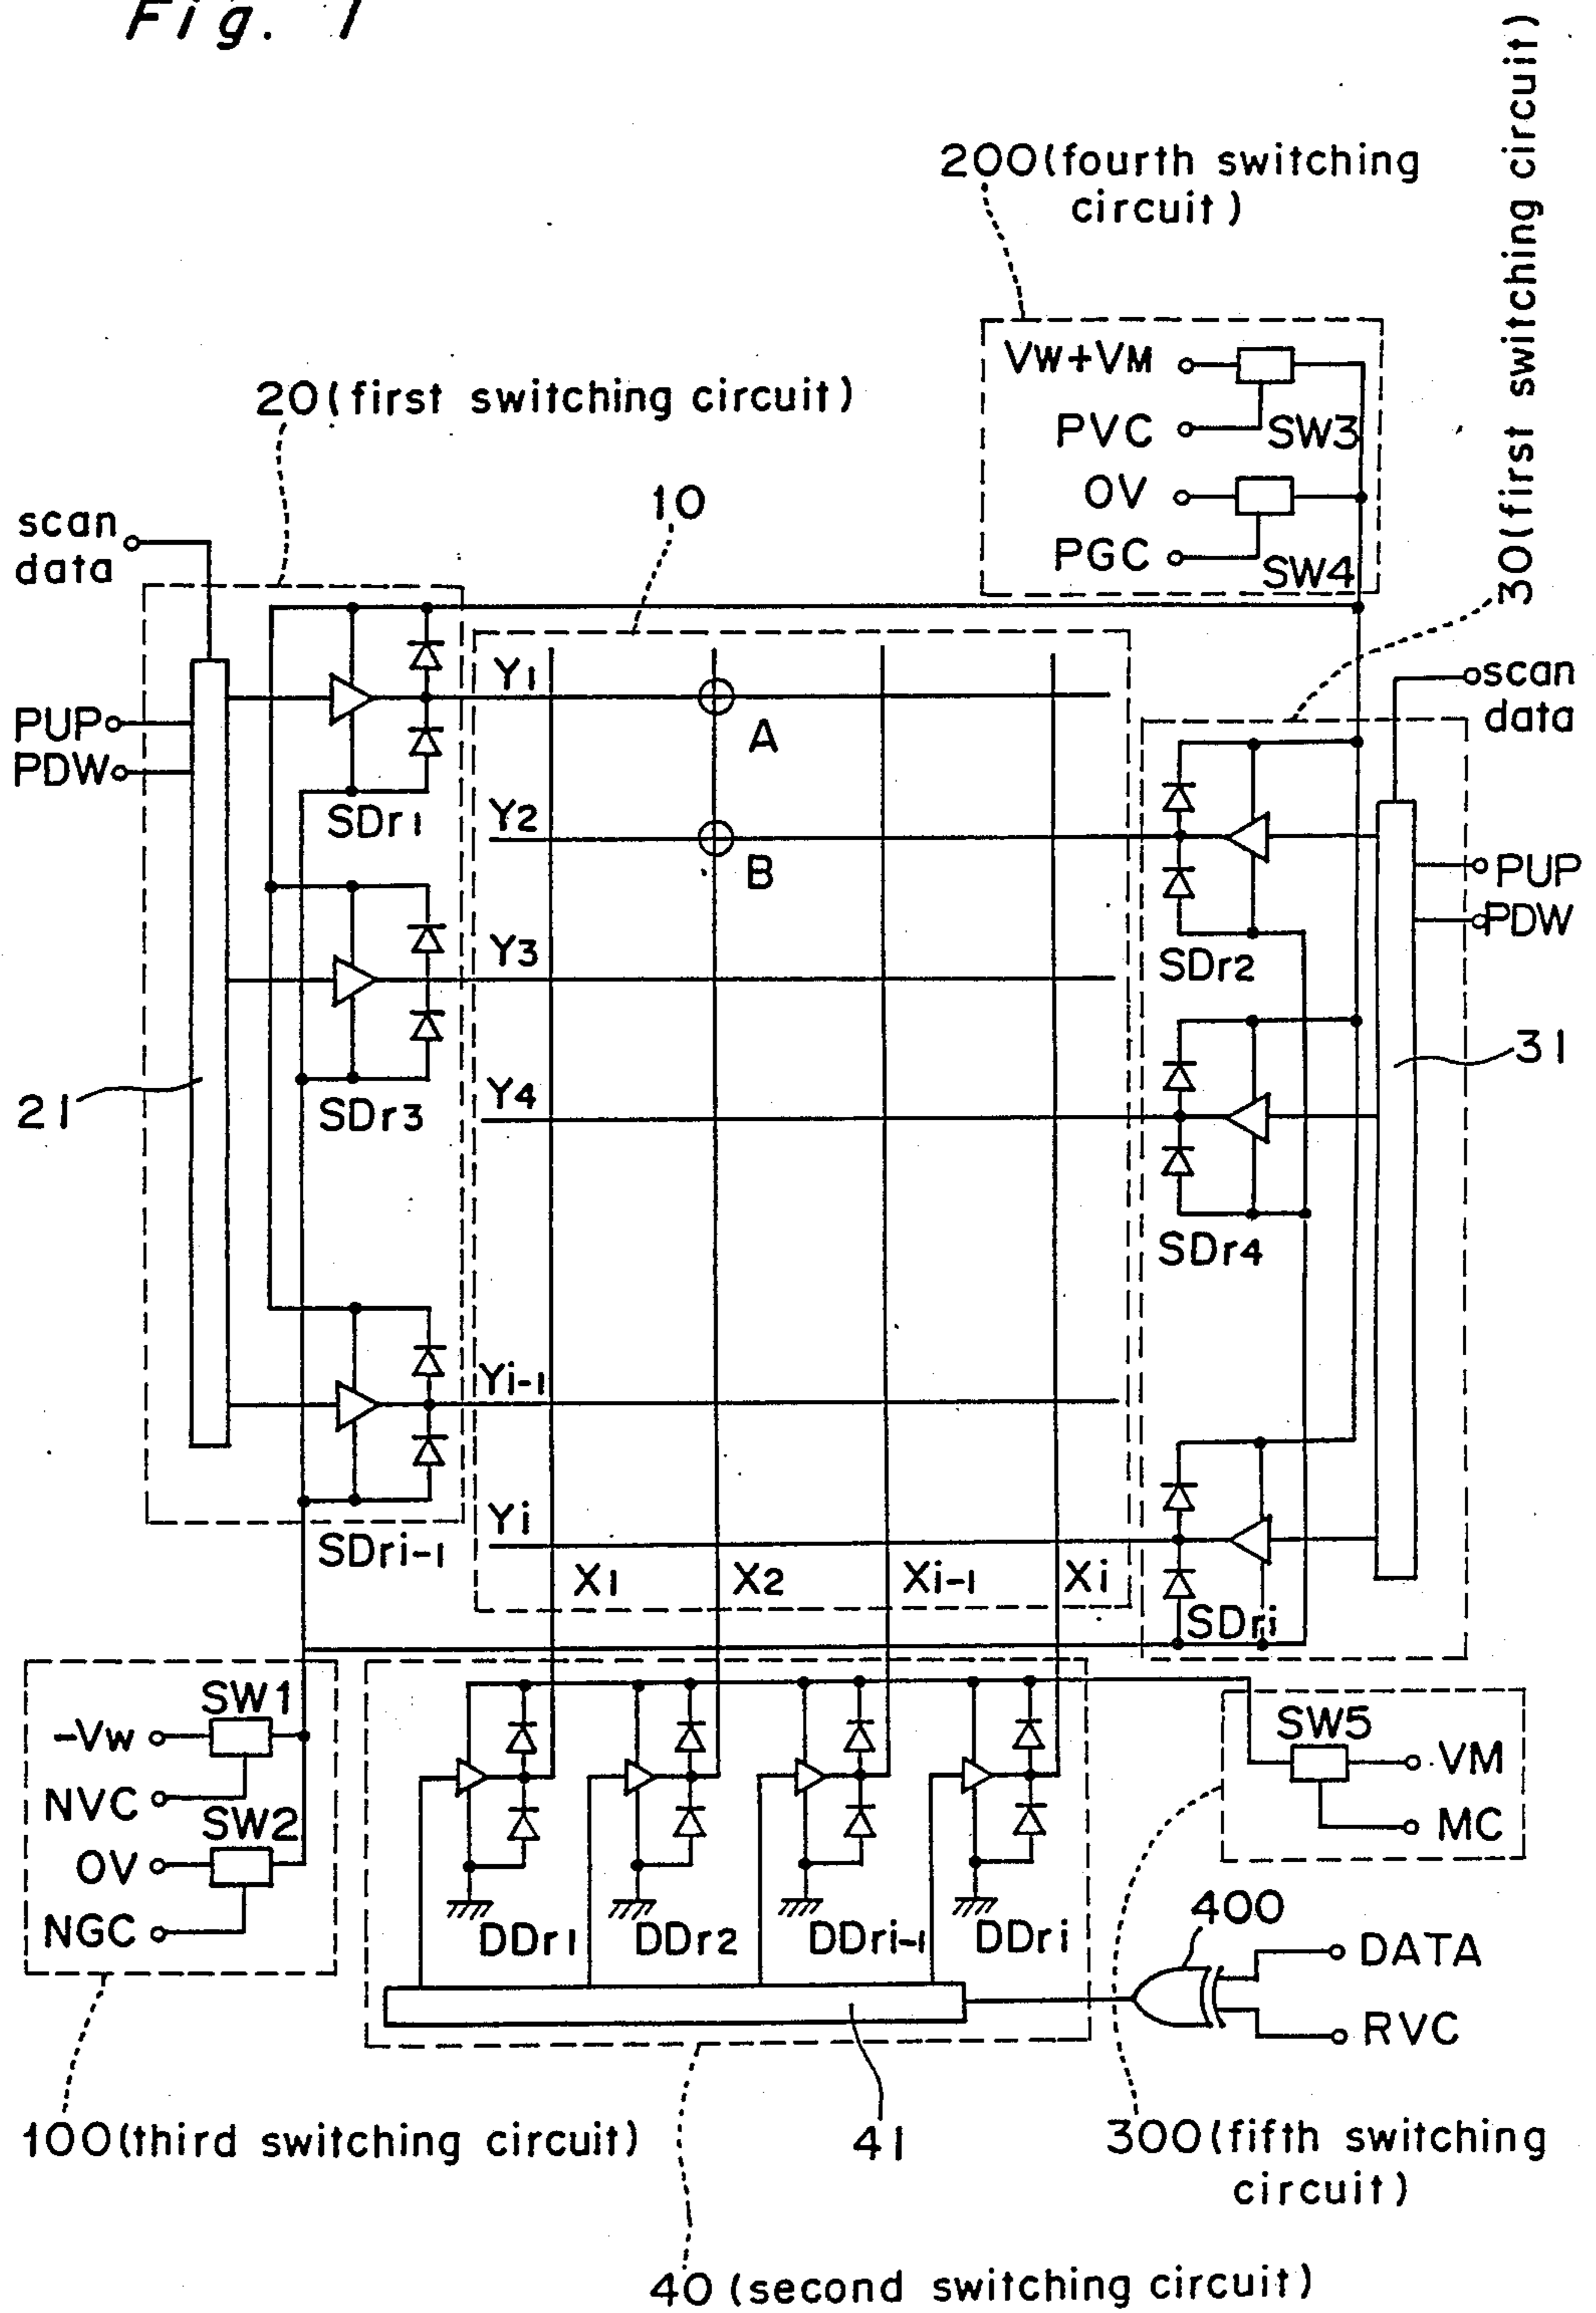 Fig. 1
200(fourth switching
circuit)
30(first switching circuit)
VW+VM
PVC
SW3
0V
PGC
SW4
20(first switching circuit)
10
scan
data
PUP
PDW
Y1
A
SDr1
Y2
B
scan
data
PUP
PDW
SDr2
Y3
21
SDr3
Y4
31
SDr4
Yi-1
SDri-1
Yi
X1
X2
Xi-1
Xi
SDri
SW1
-Vw
NVC
SW2
0V
NGC
SW5
VM
MC
DDr1
DDr2
DDri-1
DDri
400
DATA
RVC
100(third switching circuit)
41
300(fifth switching
circuit)
40(second switching circuit)